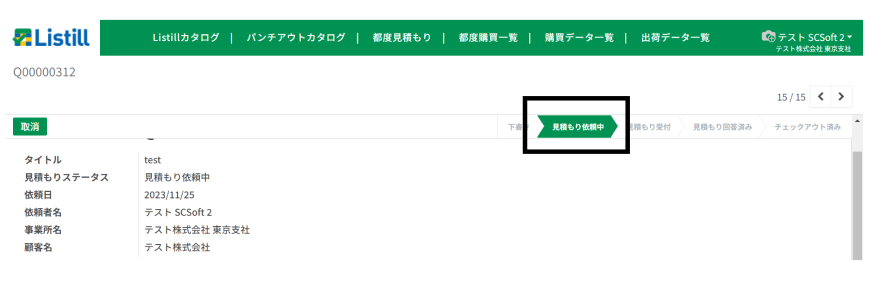 Listill
Listillカタログ | パンチアウトカタログ | 都度見積もり | 都度購買一覧 | 購買データ一覧 | 出荷データ一覧
テスト SCSoft 2
テスト株式会社 東京支社
Q00000312
15 / 15
取消
見積もり依頼中 見積もり受付 見積もり回答済み チェックアウト済み
タイトル test
見積もりステータス 見積もり依頼中
依頼日 2023/11/25
依頼者名 テスト SCSoft 2
事業所名 テスト株式会社 東京支社
顧客名 テスト株式会社